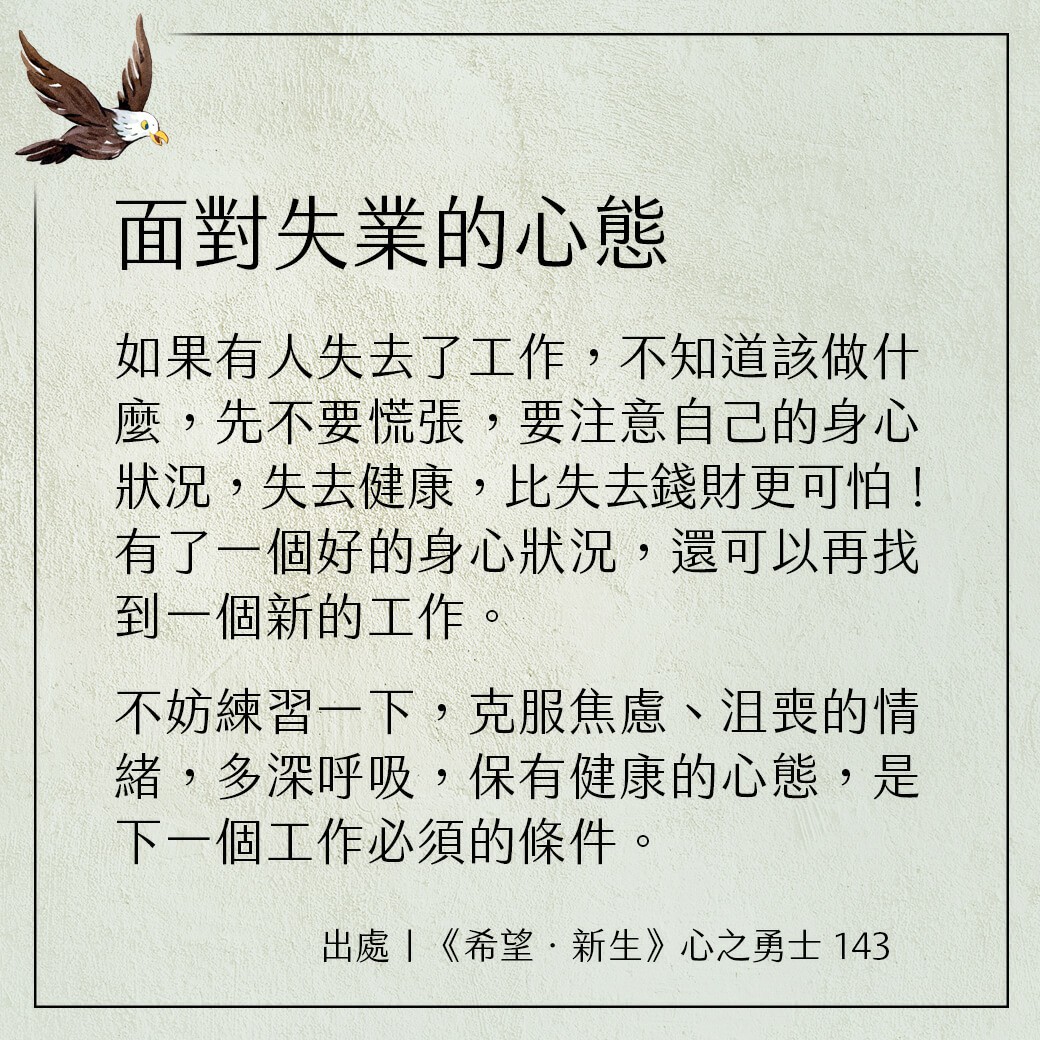 面對失業的心態
如果有人失去了工作，不知道該做什
麼，先不要慌張，要注意自己的身心
狀況，失去健康，比失去錢財更可怕！
有了一個好的身心狀況，還可以再找
到一個新的工作。
不妨練習一下，克服焦慮、沮喪的情
緒，多深呼吸，保有健康的心態，是
下一個工作必須的條件。
出處｜《希望．新生》心之勇士 143